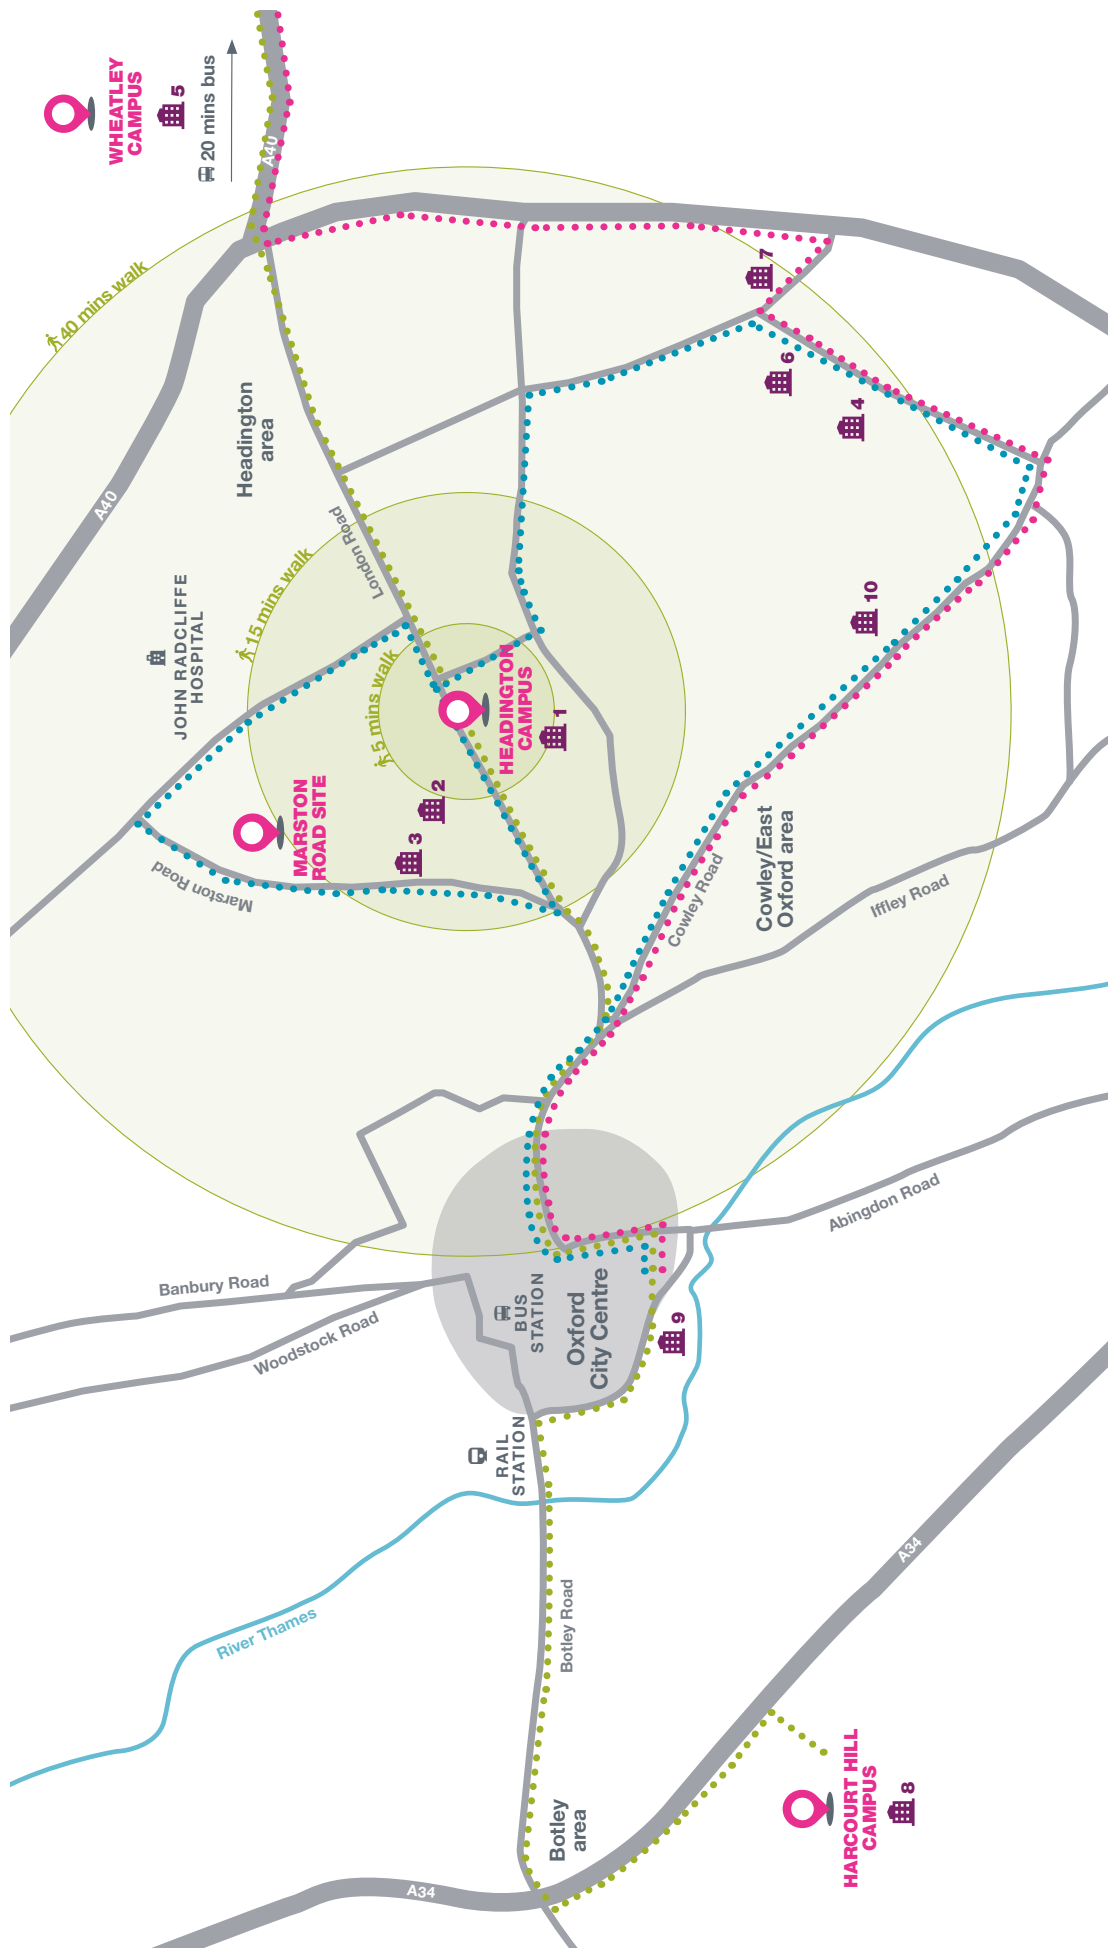 WHEATLEY
CAMPUS
5
20 mins bus
A40
40 mins walk
7
Headington
area
6
4
A40
London Road
15 mins walk
JOHN RADCLIFFE
HOSPITAL
10
5 mins walk
HEADINGTON
CAMPUS
1
MARSTON
ROAD SITE
2
3
Marston Road
Cowley Road
Cowley/East
Oxford area
Iffley Road
Abingdon Road
Banbury Road
Woodstock Road
BUS
STATION
Oxford
City Centre
9
RAIL
STATION
River Thames
Botley Road
A34
Botley
area
HARCOURT HILL
CAMPUS
8
A34